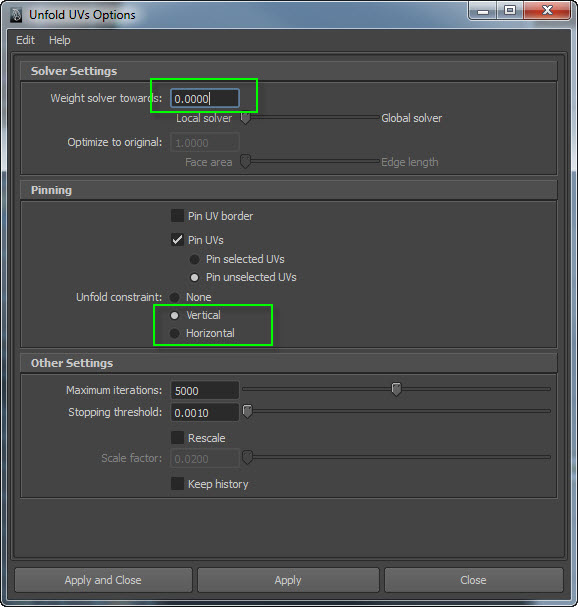 Unfold UVs Options
Edit Help
Solver Settings
Weight solver towards: 0.0000
Local solver Global solver
Optimize to original: 1.0000
Face area Edge length
Pinning
Pin UV border
Pin UVs
Pin selected UVs
Pin unselected UVs
Unfold constraint: None
Vertical
Horizontal
Other Settings
Maximum iterations: 5000
Stopping threshold: 0.0010
Rescale
Scale factor: 0.0200
Keep history
Apply and Close Apply Close